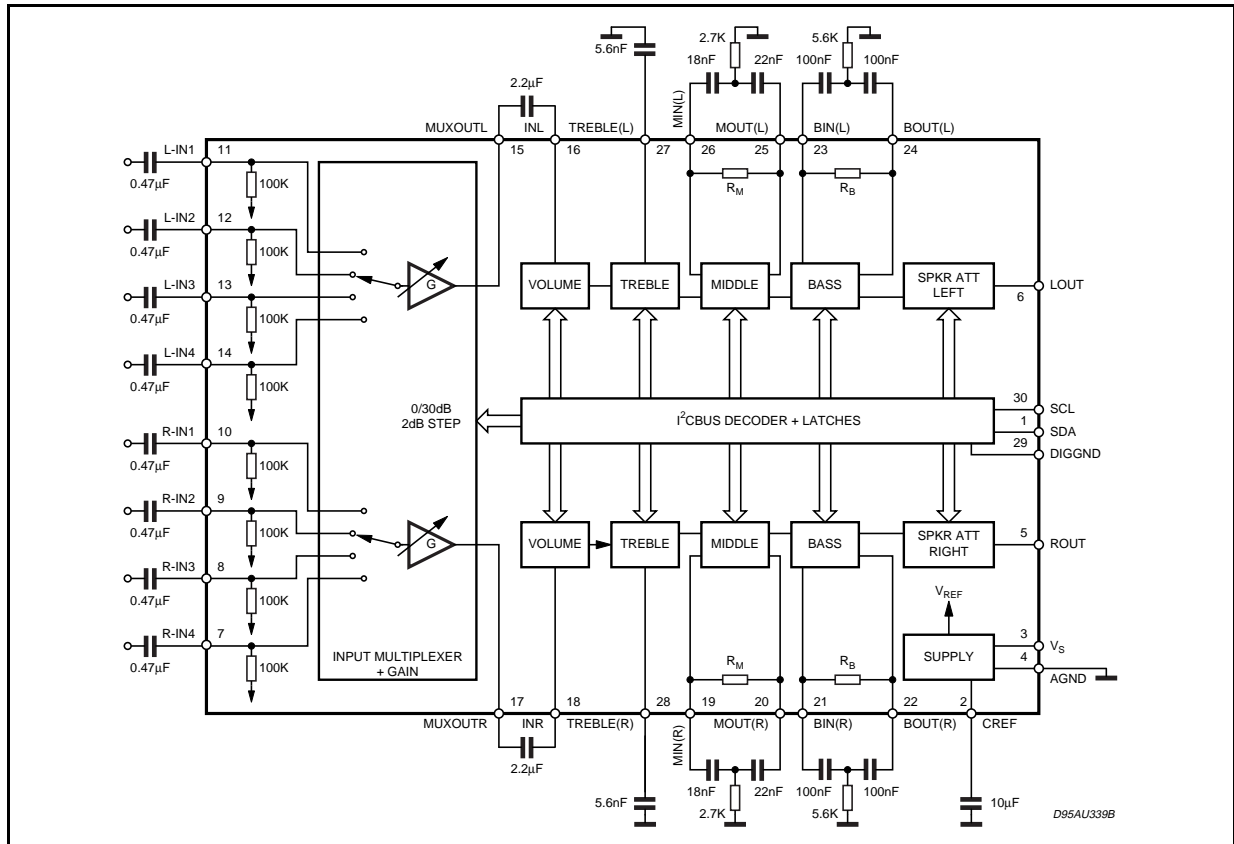 5.6nF
2.7K
18nF
22nF
5.6K
100nF
100nF
2.2µF
MUXOUTL
INL
TREBLE(L)
MIN(L)
MOUT(L)
BIN(L)
BOUT(L)
15
16
27
26
25
23
24
L-IN1
11
0.47µF
100K
R_M
R_B
L-IN2
12
0.47µF
100K
L-IN3
13
0.47µF
100K
G
VOLUME
TREBLE
MIDDLE
BASS
SPKR ATT
LEFT
6
LOUT
L-IN4
14
0.47µF
100K
0/30dB
2dB STEP
I²CBUS DECODER + LATCHES
30
SCL
1
SDA
29
DIGGND
R-IN1
10
0.47µF
100K
R-IN2
9
0.47µF
100K
G
VOLUME
TREBLE
MIDDLE
BASS
SPKR ATT
RIGHT
5
ROUT
R-IN3
8
0.47µF
100K
V_REF
R-IN4
7
0.47µF
100K
INPUT MULTIPLEXER
+ GAIN
R_M
R_B
SUPPLY
3
V_S
4
AGND
17
18
28
19
20
21
22
2
MUXOUTR
INR
TREBLE(R)
MIN(R)
MOUT(R)
BIN(R)
BOUT(R)
CREF
2.2µF
5.6nF
18nF
22nF
2.7K
100nF
100nF
5.6K
10µF
D95AU339B